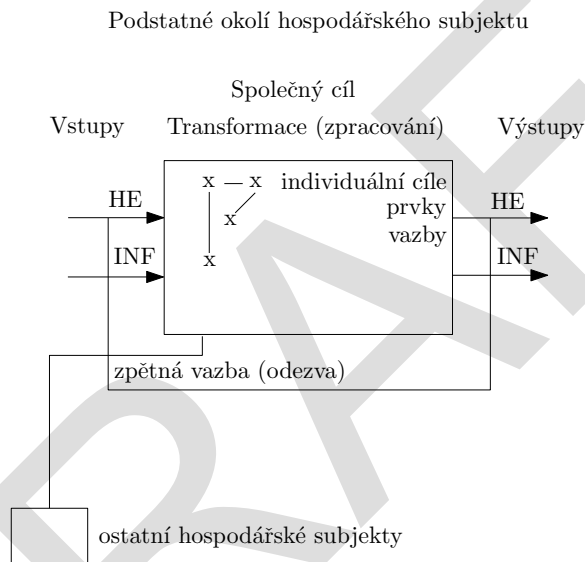 Podstatné okolí hospodářského subjektu
Společný cíl
Vstupy Transformace (zpracování) Výstupy
x x individuální cíle
HE prvky HE
x vazby
INF x INF
zpětná vazba (odezva)
ostatní hospodářské subjekty